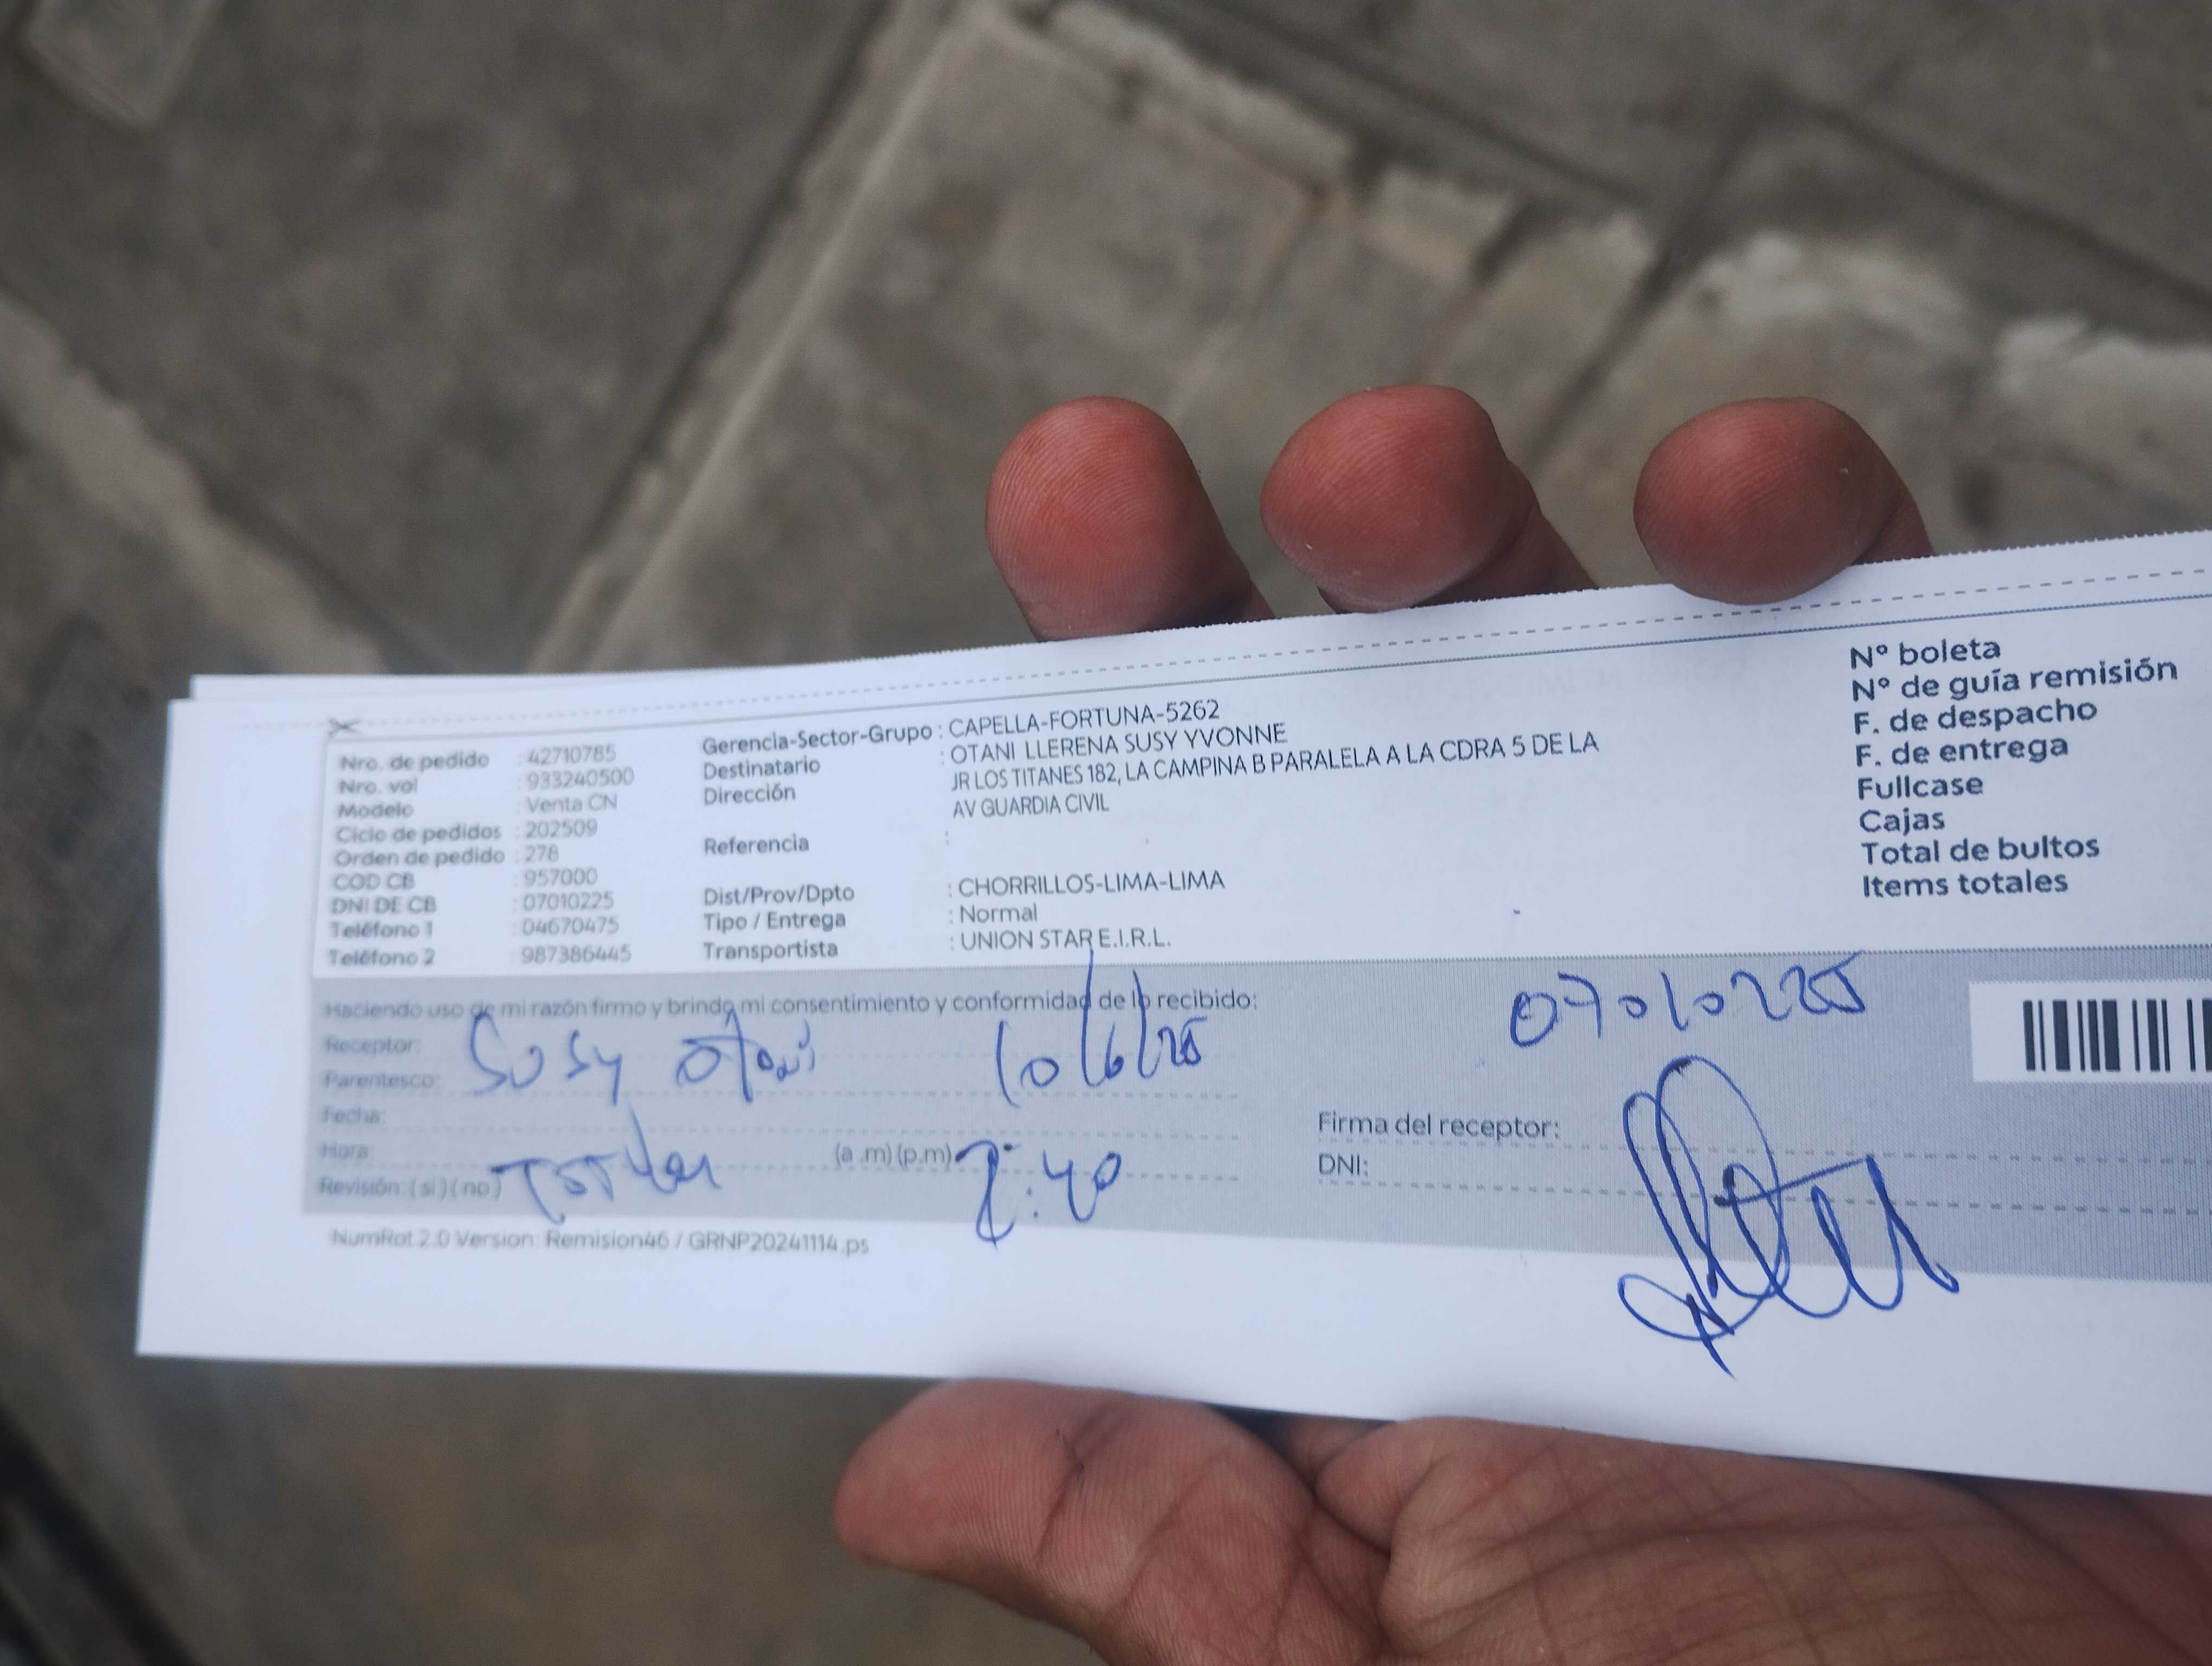 Nro. de pedido : 42710785
Nro. vol : 933240500
Modelo : Venta CN
Ciclo de pedidos : 202509
Orden de pedido : 278
COD CB : 957000
DNI DE CB : 07010225
Teléfono 1 : 04670475
Teléfono 2 : 987386445
Gerencia-Sector-Grupo : CAPELLA-FORTUNA-5262
Destinatario : OTANI LLERENA SUSY YVONNE
Dirección JR LOS TITANES 182, LA CAMPINA B PARALELA A LA CDRA 5 DE LA
AV GUARDIA CIVIL
Referencia :
Dist/Prov/Dpto : CHORRILLOS-LIMA-LIMA
Tipo / Entrega : Normal
Transportista : UNION STAR E.I.R.L.
N° boleta
N° de guía remisión
F. de despacho
F. de entrega
Fullcase
Cajas
Total de bultos
Items totales
Haciendo uso de mi razón firmo y brindo mi consentimiento y conformidad de lo recibido:
Receptor:
Parentesco: Susy Otani 10/6/25
Fecha:
Hora: (a .m) (p.m) 2:40
Revisión: ( si ) ( no ) Titular
07010225
Firma del receptor:
DNI:
NumRot 2.0 Version: Remision46 / GRNP20241114.ps